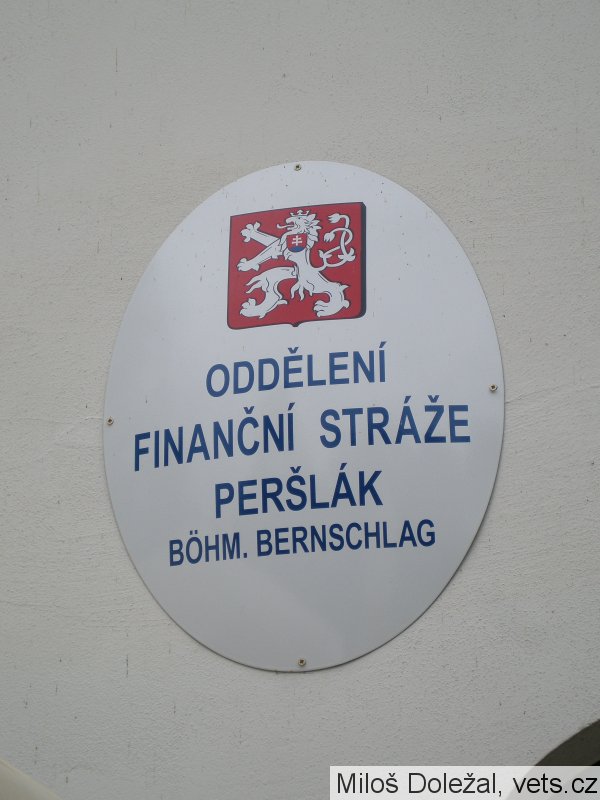 ODDĚLENÍ
FINANČNÍ STRÁŽE
PERŠLÁK
BÖHM. BERNSCHLAG
Miloš Doležal, vets.cz